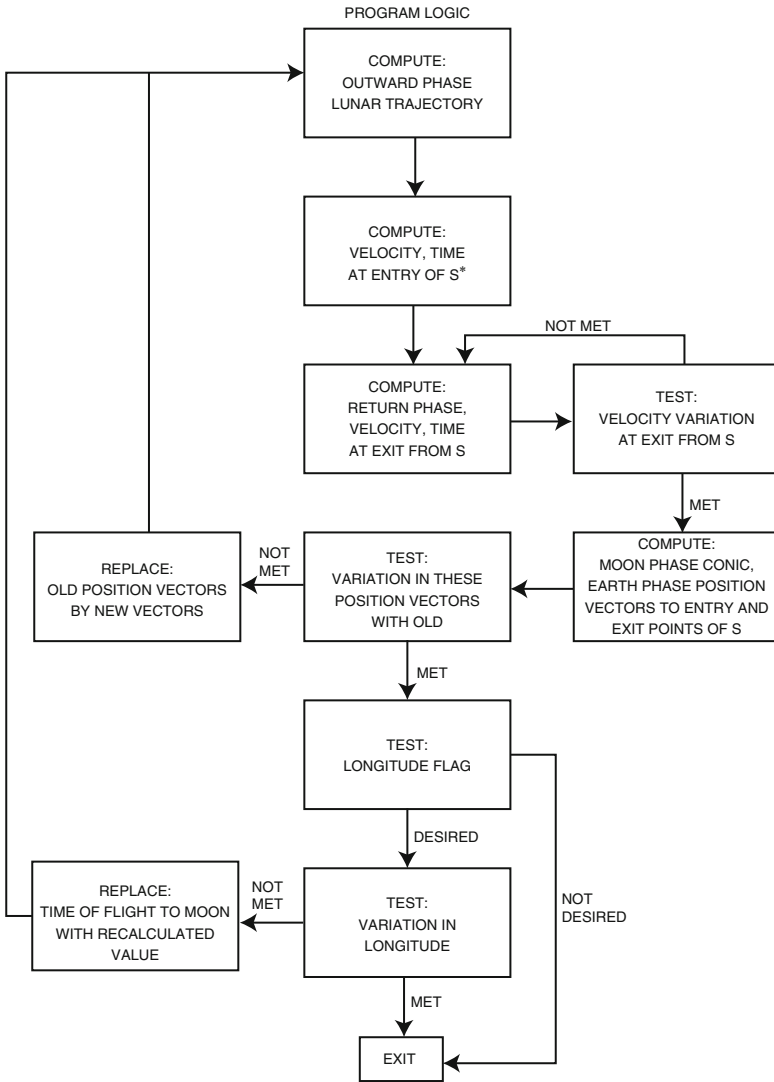 PROGRAM LOGIC
COMPUTE:
OUTWARD PHASE
LUNAR TRAJECTORY
COMPUTE:
VELOCITY, TIME
AT ENTRY OF S*
NOT MET
COMPUTE:
RETURN PHASE,
VELOCITY, TIME
AT EXIT FROM S
TEST:
VELOCITY VARIATION
AT EXIT FROM S
MET
COMPUTE:
MOON PHASE CONIC,
EARTH PHASE POSITION
VECTORS TO ENTRY AND
EXIT POINTS OF S
TEST:
VARIATION IN THESE
POSITION VECTORS
WITH OLD
NOT
MET
REPLACE:
OLD POSITION VECTORS
BY NEW VECTORS
MET
TEST:
LONGITUDE FLAG
DESIRED
NOT
DESIRED
TEST:
VARIATION IN
LONGITUDE
NOT
MET
REPLACE:
TIME OF FLIGHT TO MOON
WITH RECALCULATED
VALUE
MET
EXIT